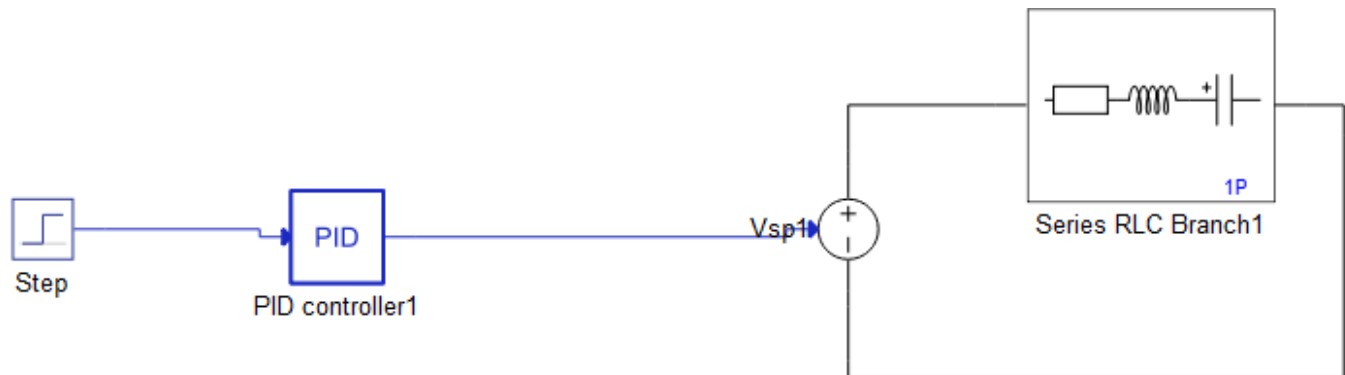 1P
Series RLC Branch1
Vsp1
PID
Step
PID controller1